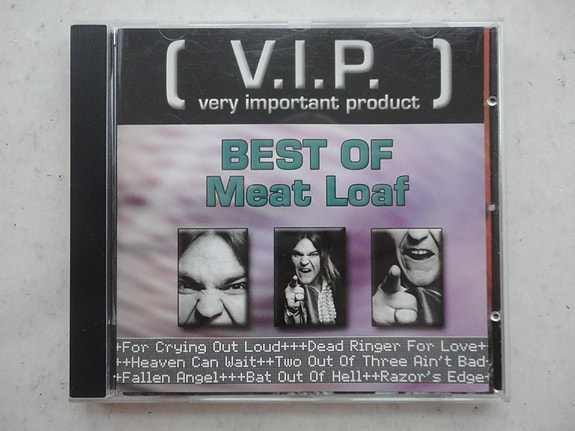 ( V.I.P. )
very important product
BEST OF
Meat Loaf
+For Crying Out Loud+++Dead Ringer For Love+
++Heaven Can Wait++Two Out Of Three Ain't Bad+
+Fallen Angel+++Bat Out Of Hell++Razor's Edge+